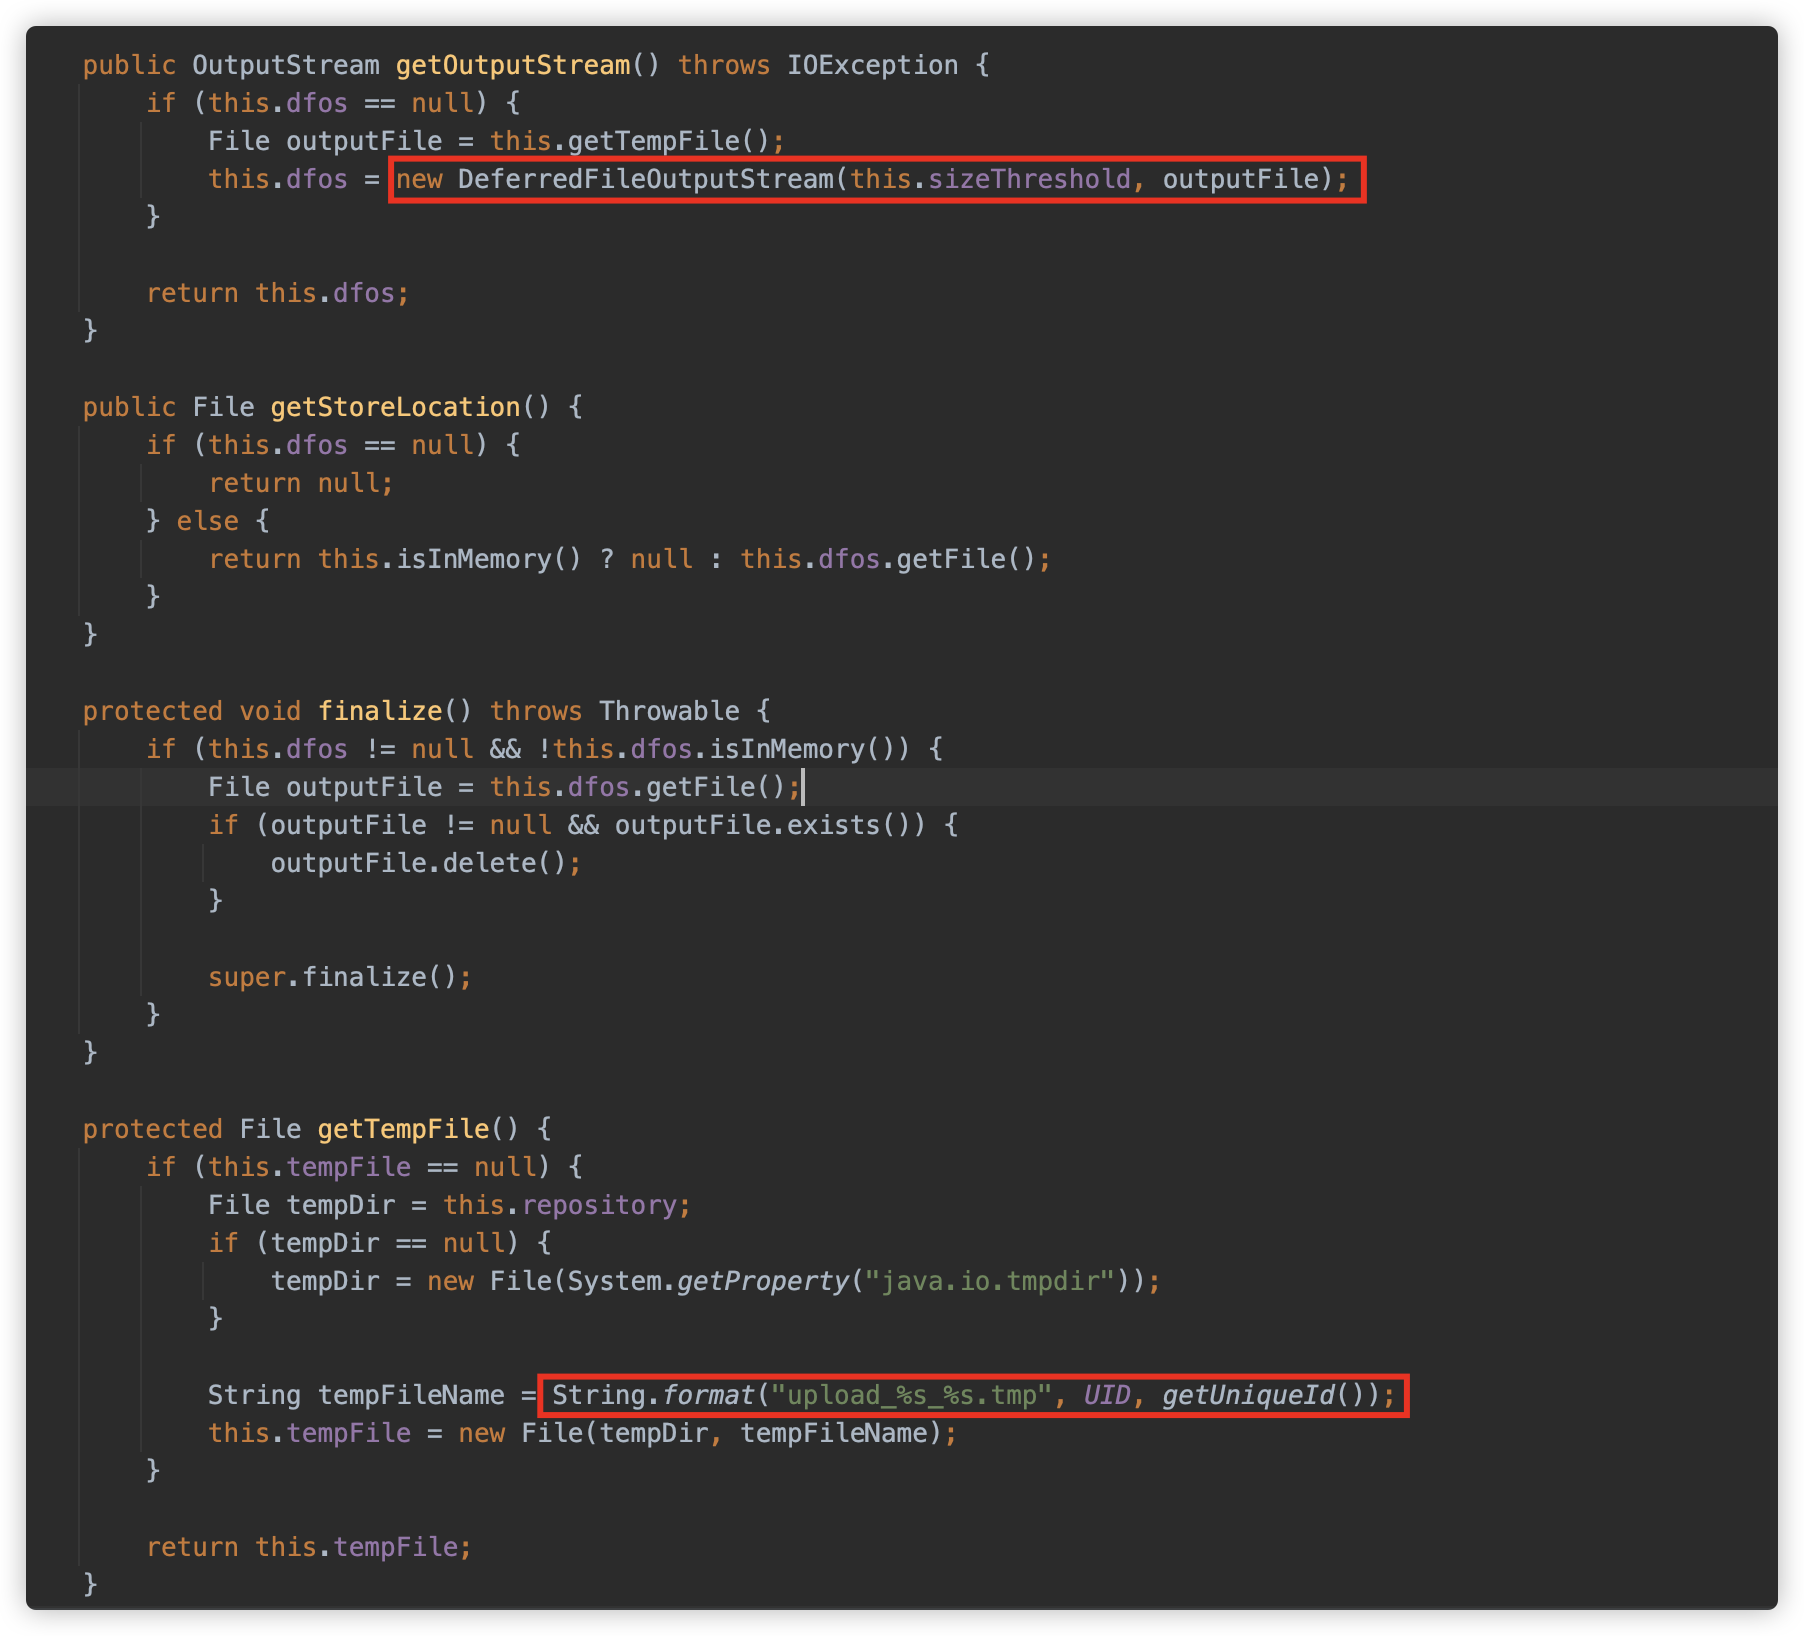 public OutputStream getOutputStream() throws IOException {
    if (this.dfos == null) {
        File outputFile = this.getTempFile();
        this.dfos = new DeferredFileOutputStream(this.sizeThreshold, outputFile);
    }

    return this.dfos;
}

public File getStoreLocation() {
    if (this.dfos == null) {
        return null;
    } else {
        return this.isInMemory() ? null : this.dfos.getFile();
    }
}

protected void finalize() throws Throwable {
    if (this.dfos != null && !this.dfos.isInMemory()) {
        File outputFile = this.dfos.getFile();
        if (outputFile != null && outputFile.exists()) {
            outputFile.delete();
        }

        super.finalize();
    }
}

protected File getTempFile() {
    if (this.tempFile == null) {
        File tempDir = this.repository;
        if (tempDir == null) {
            tempDir = new File(System.getProperty("java.io.tmpdir"));
        }

        String tempFileName = String.format("upload_%s_%s.tmp", UID, getUniqueId());
        this.tempFile = new File(tempDir, tempFileName);
    }

    return this.tempFile;
}